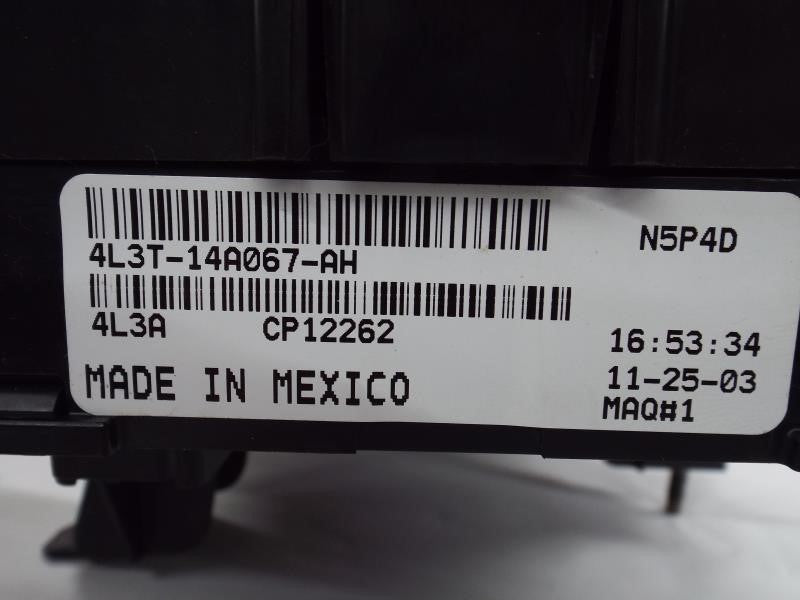 N5P4D
4L3T-14A067-AH
4L3A CP12262
16:53:34
MADE IN MEXICO
11-25-03
MAQ#1